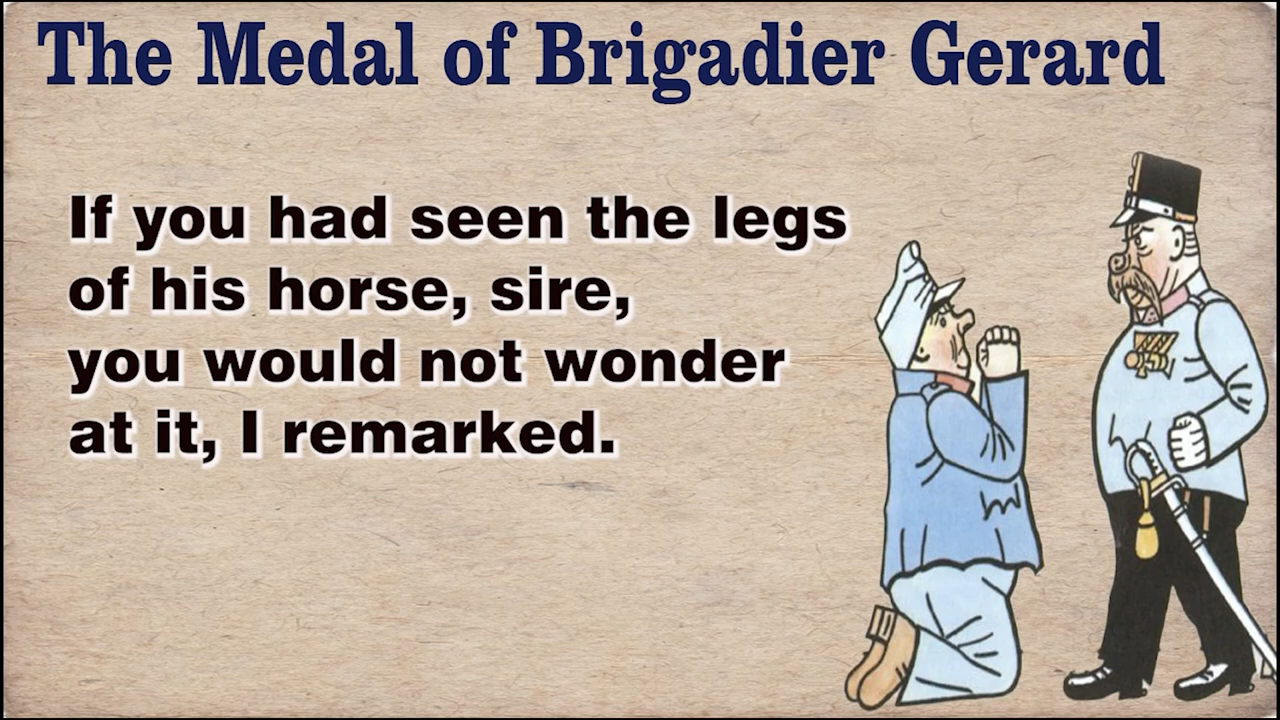 The Medal of Brigadier Gerard
If you had seen the legs
of his horse, sire,
you would not wonder
at it, I remarked.